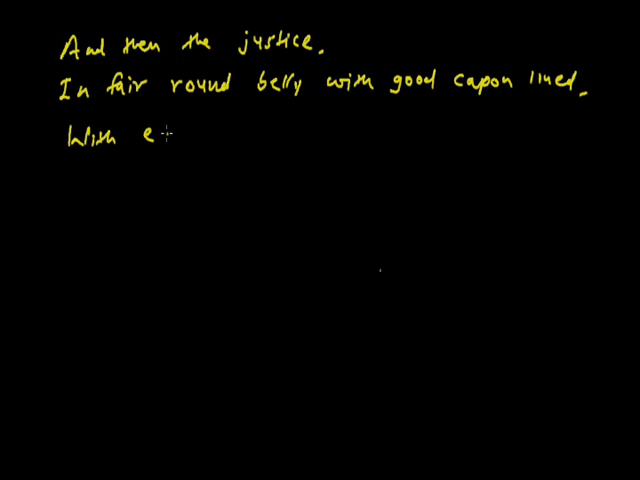 And then the justice.
In fair round belly with good capon lined.
With e